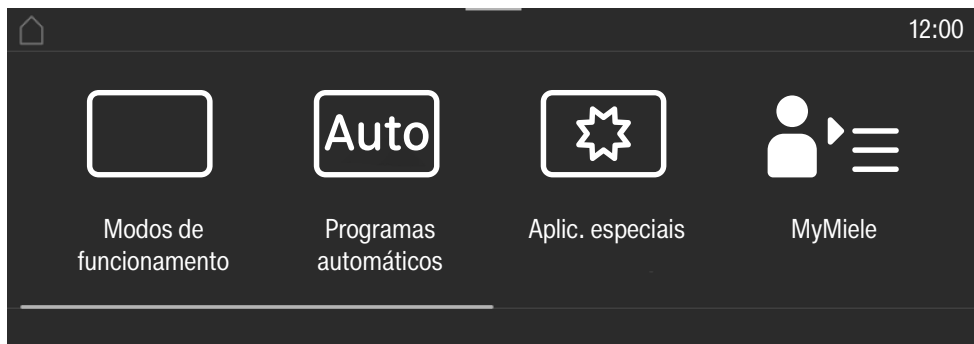 12:00
Auto
Modos de
funcionamento
Programas
automáticos
Aplic. especiais
MyMiele